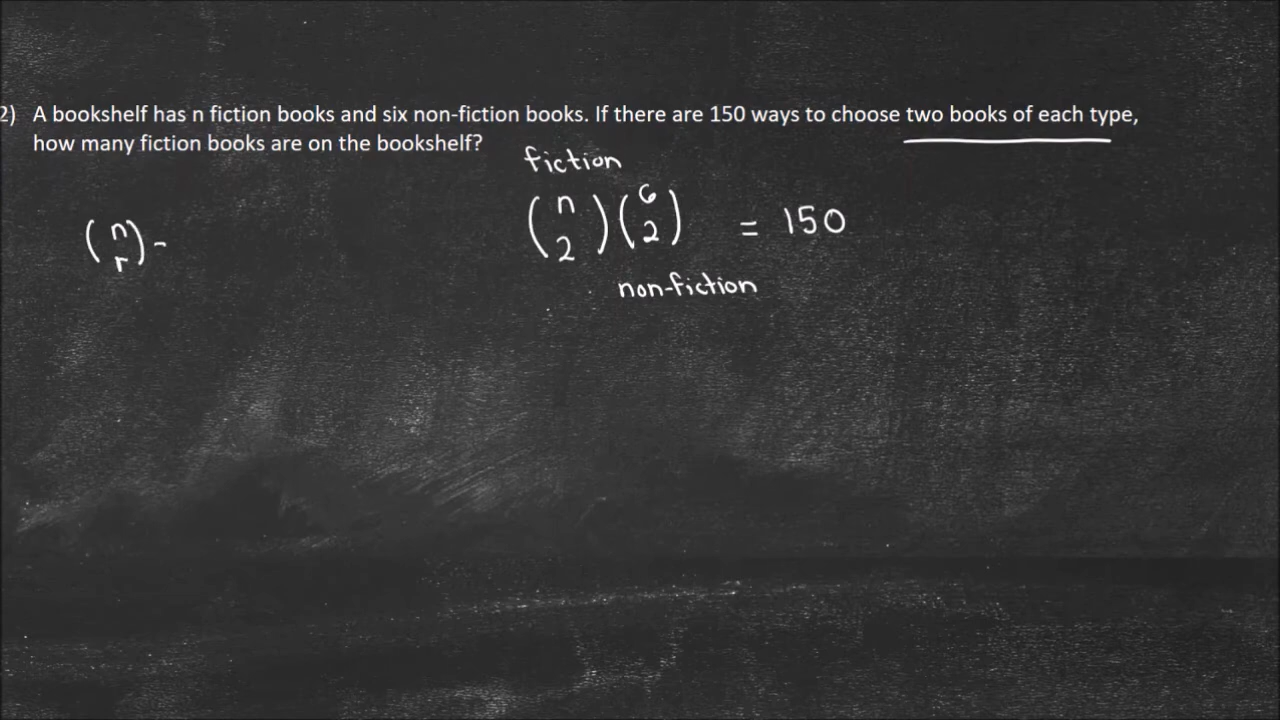 2) A bookshelf has n fiction books and six non-fiction books. If there are 150 ways to choose two books of each type,
how many fiction books are on the bookshelf?
fiction
(n r) - (n 2)(6 2) = 150
non-fiction